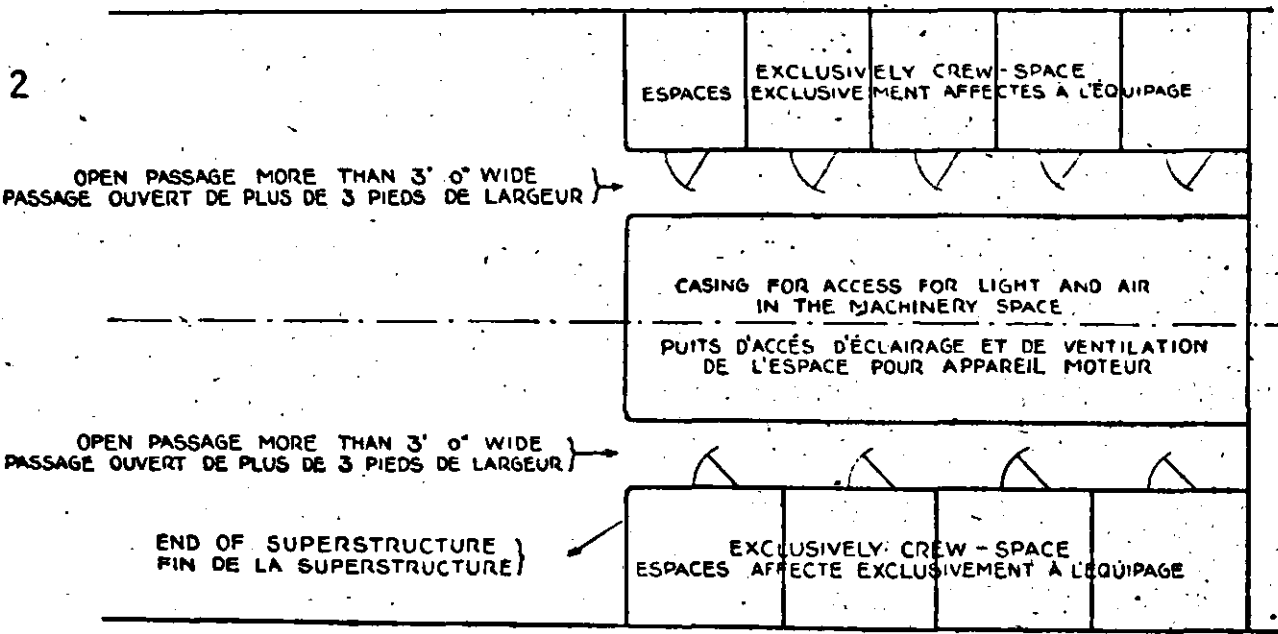 2
EXCLUSIVELY CREW-SPACE
ESPACES EXCLUSIVEMENT AFFECTÉS À L'ÉQUIPAGE
OPEN PASSAGE MORE THAN 3' 0" WIDE
PASSAGE OUVERT DE PLUS DE 3 PIEDS DE LARGEUR
CASING FOR ACCESS FOR LIGHT AND AIR
IN THE MACHINERY SPACE
PUITS D'ACCÉS D'ÉCLAIRAGE ET DE VENTILATION
DE L'ESPACE POUR APPAREIL MOTEUR
OPEN PASSAGE MORE THAN 3' 0" WIDE
PASSAGE OUVERT DE PLUS DE 3 PIEDS DE LARGEUR
END OF SUPERSTRUCTURE
FIN DE LA SUPERSTRUCTURE
EXCLUSIVELY CREW-SPACE
ESPACES AFFECTE EXCLUSIVEMENT À L'ÉQUIPAGE